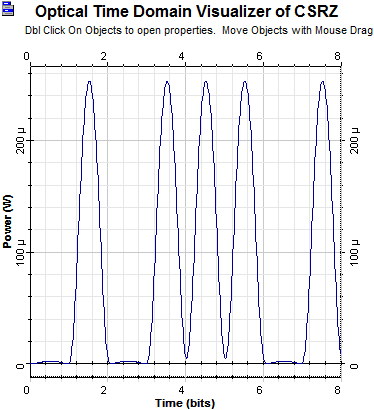 Optical Time Domain Visualizer of CSRZ
Dbl Click On Objects to open properties. Move Objects with Mouse Drag
0 2 4 6 8
200 µ 200 µ
Power (W)
100 µ 100 µ
0 0
0 2 4 6 8
Time (bits)